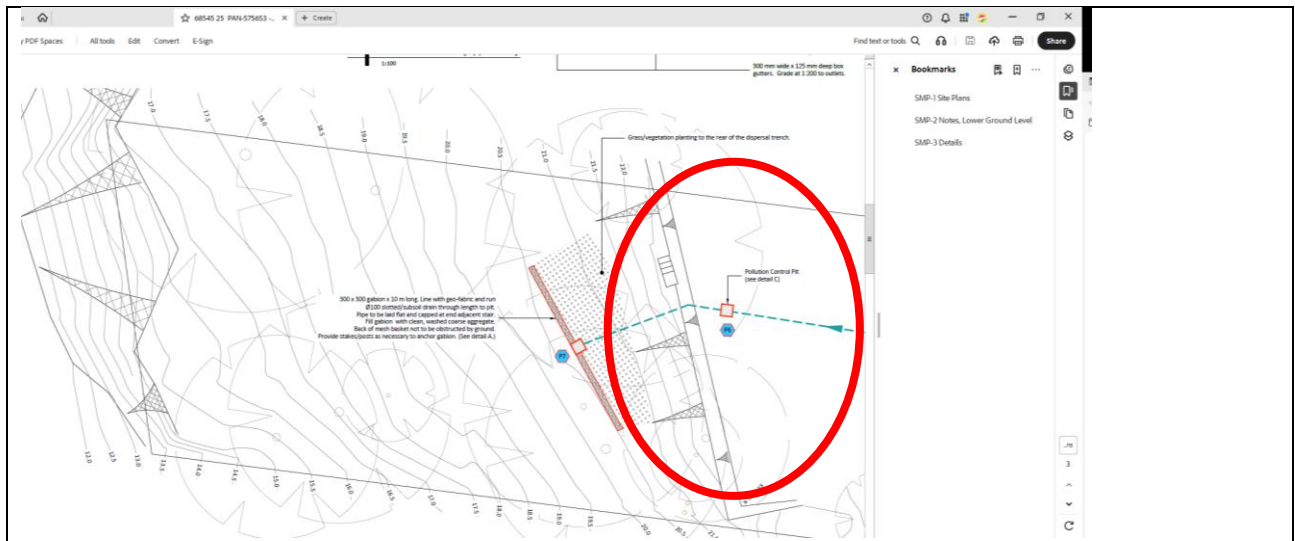 68545 25 PAN-575653 -... × + Create
PDF Spaces All tools Edit Convert E-Sign
Find text or tools
Share
1:100
300 mm wide x 125 mm deep box
gutters. Grade at 1:200 to outlets.
Bookmarks
SMP-1 Site Plans
SMP-2 Notes, Lower Ground Level
SMP-3 Details
17.0
17.5
18.0
18.5
19.0
19.5
20.0
20.5
21.0
21.5
22.0
Grass/vegetation planting to the rear of the dispersal trench.
Pollution Control Pit
(see detail C)
300 x 300 gabion x 10 m long. Line with geo-fabric and run
Ø100 slotted/subsoil drain through length to pit.
Pipe to be laid flat and capped at end adjacent stair.
Fill gabion with clean, washed coarse aggregate.
Back of mesh basket not to be obstructed by ground.
Provide stakes/posts as necessary to anchor gabion. (See detail A.)
P7
12.0
12.5
13.0
13.5
14.0
14.5
15.0
15.5
16.0
16.5
17.0
17.5
18.0
18.5
19.0
19.5
20.0
20.5
3